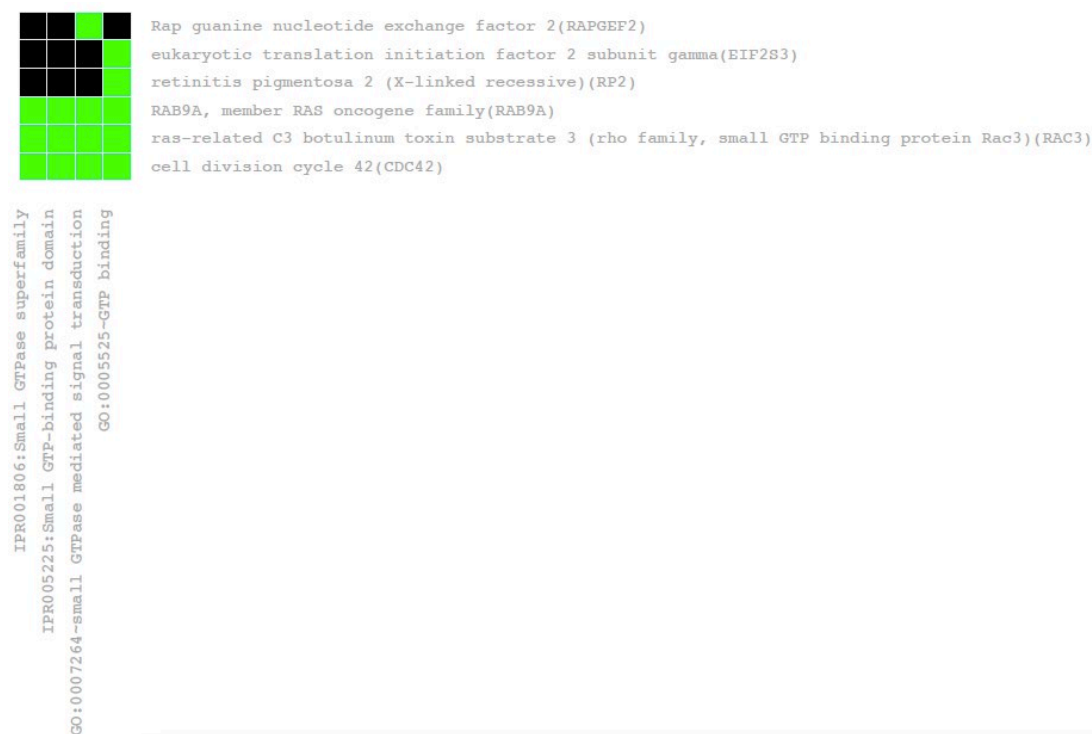 Rap guanine nucleotide exchange factor 2(RAPGEF2)
eukaryotic translation initiation factor 2 subunit gamma(EIF2S3)
retinitis pigmentosa 2 (X-linked recessive)(RP2)
RAB9A, member RAS oncogene family(RAB9A)
ras-related C3 botulinum toxin substrate 3 (rho family, small GTP binding protein Rac3)(RAC3)
cell division cycle 42(CDC42)
IPR001806:Small GTPase superfamily
IPR005225:Small GTP-binding protein domain
GO:0007264~small GTPase mediated signal transduction
GO:0005525~GTP binding